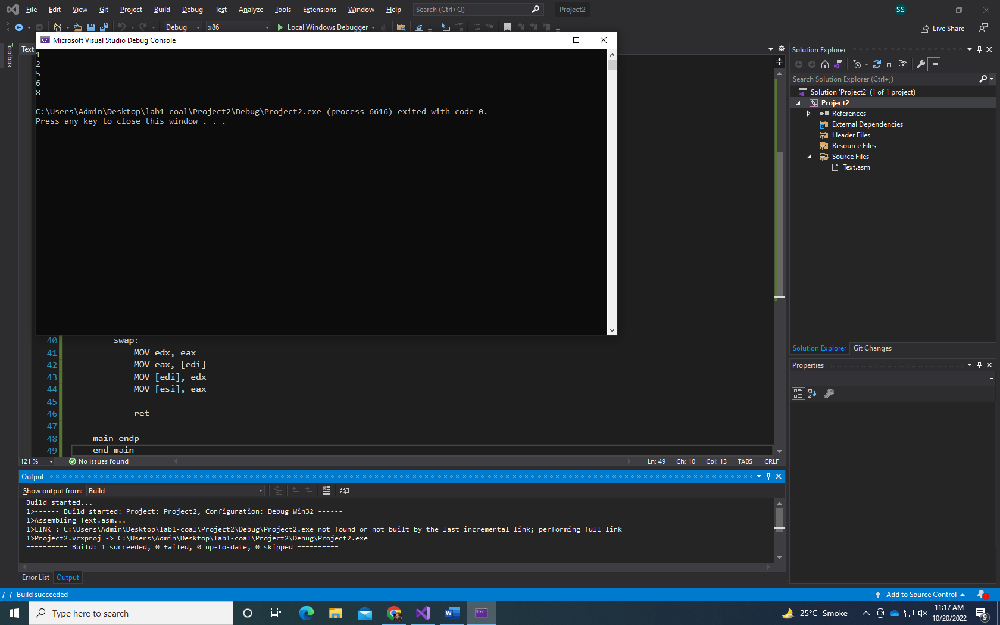 File Edit View Git Project Build Debug Test Analyze Tools Extensions Window Help Search (Ctrl+Q) Project2 SS
Debug x86 Local Windows Debugger Live Share
Toolbox
Text.
Microsoft Visual Studio Debug Console
1
2
5
6
8
C:\Users\Admin\Desktop\lab1-coal\Project2\Debug\Project2.exe (process 6616) exited with code 0.
Press any key to close this window . . .
40 swap:
41 MOV edx, eax
42 MOV eax, [edi]
43 MOV [edi], edx
44 MOV [esi], eax
45
46 ret
47
48 main endp
49 end main
121 % No issues found Ln: 49 Ch: 10 Col: 13 TABS CRLF
Output
Show output from: Build
Build started...
1>------ Build started: Project: Project2, Configuration: Debug Win32 ------
1>Assembling Text.asm...
1>LINK : C:\Users\Admin\Desktop\lab1-coal\Project2\Debug\Project2.exe not found or not built by the last incremental link; performing full link
1>Project2.vcxproj -> C:\Users\Admin\Desktop\lab1-coal\Project2\Debug\Project2.exe
========== Build: 1 succeeded, 0 failed, 0 up-to-date, 0 skipped ==========
Error List Output
Solution Explorer
Search Solution Explorer (Ctrl+;)
Solution 'Project2' (1 of 1 project)
Project2
References
External Dependencies
Header Files
Resource Files
Source Files
Text.asm
Solution Explorer Git Changes
Properties
Build succeeded Add to Source Control 1
Type here to search 25°C Smoke 11:17 AM
10/20/2022 9